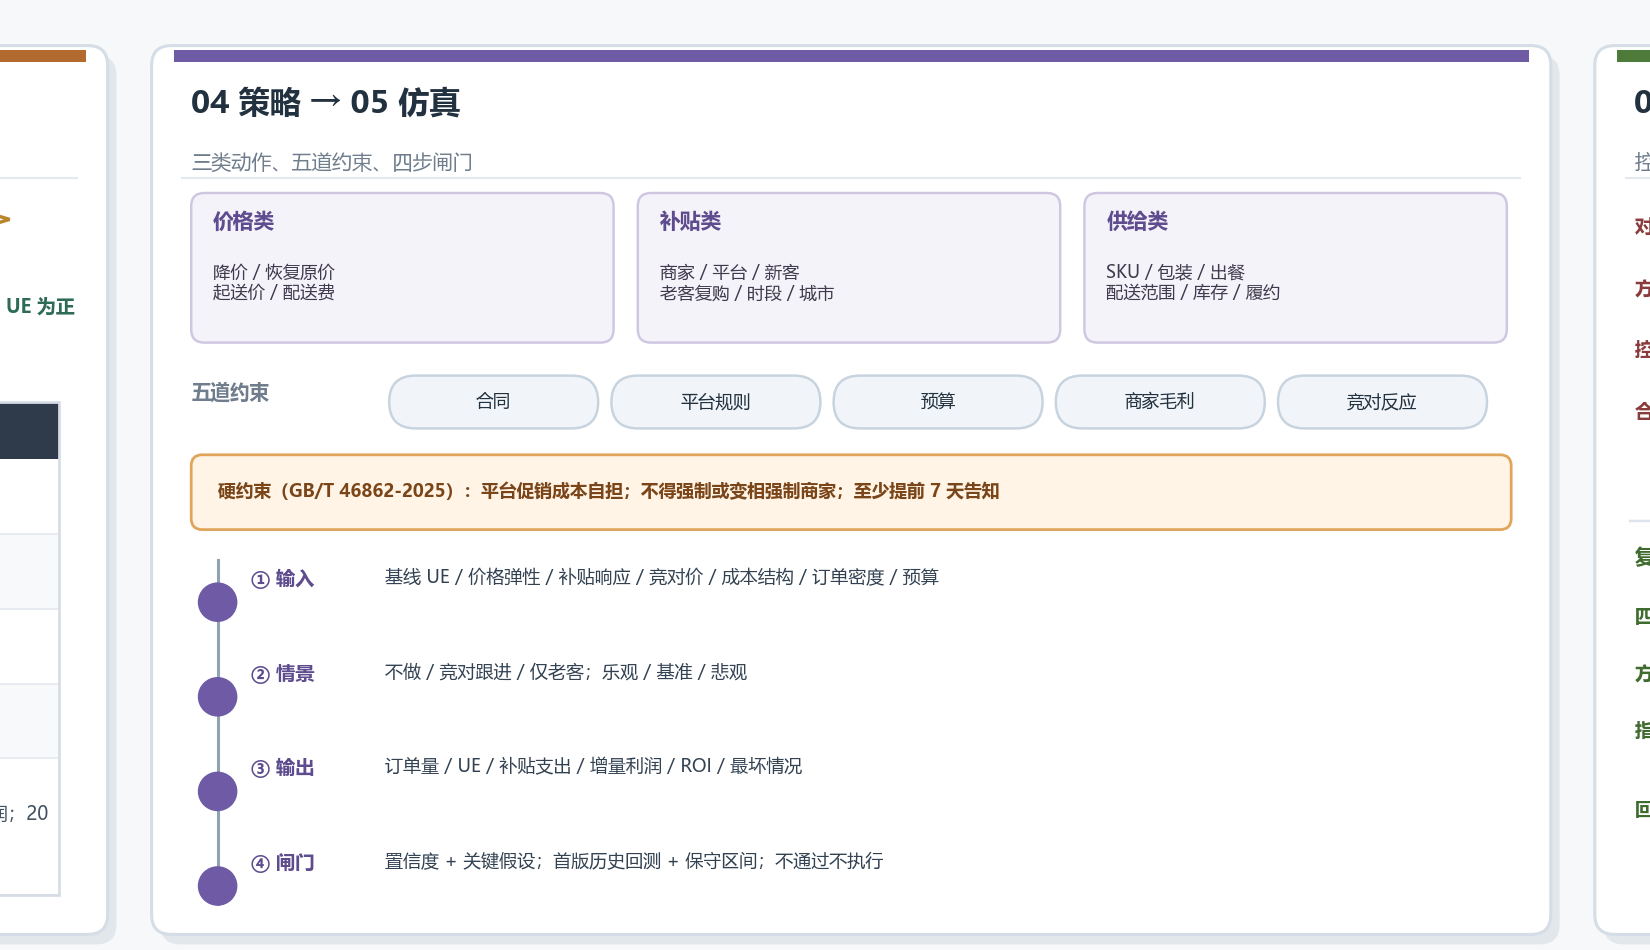 UE 为正
20
04 策略 → 05 仿真
三类动作、五道约束、四步闸门
价格类
降价 / 恢复原价
起送价 / 配送费
补贴类
商家 / 平台 / 新客
老客复购 / 时段 / 城市
供给类
SKU / 包装 / 出餐
配送范围 / 库存 / 履约
五道约束
合同
平台规则
预算
商家毛利
竞对反应
硬约束（GB/T 46862-2025）：平台促销成本自担；不得强制或变相强制商家；至少提前 7 天告知
① 输入
基线 UE / 价格弹性 / 补贴响应 / 竞对价 / 成本结构 / 订单密度 / 预算
② 情景
不做 / 竞对跟进 / 仅老客；乐观 / 基准 / 悲观
③ 输出
订单量 / UE / 补贴支出 / 增量利润 / ROI / 最坏情况
④ 闸门
置信度 + 关键假设；首版历史回测 + 保守区间；不通过不执行